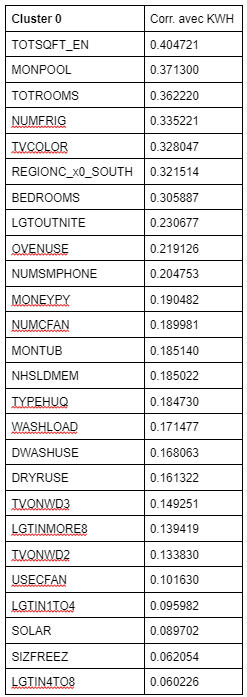 Cluster 0 Corr. avec KWH
TOTSQFT_EN 0.404721
MONPOOL 0.371300
TOTROOMS 0.362220
NUMFRIG 0.335221
TVCOLOR 0.328047
REGIONC_x0_SOUTH 0.321514
BEDROOMS 0.305887
LGTOUTNITE 0.230677
OVENUSE 0.219126
NUMSMPHONE 0.204753
MONEYPY 0.190482
NUMCFAN 0.189981
MONTUB 0.185140
NHSLDMEM 0.185022
TYPEHUQ 0.184730
WASHLOAD 0.171477
DWASHUSE 0.168063
DRYRUSE 0.161322
TVONWD3 0.149251
LGTINMORE8 0.139419
TVONWD2 0.133830
USECFAN 0.101630
LGTIN1TO4 0.095982
SOLAR 0.089702
SIZFREEZ 0.062054
LGTIN4TO8 0.060226